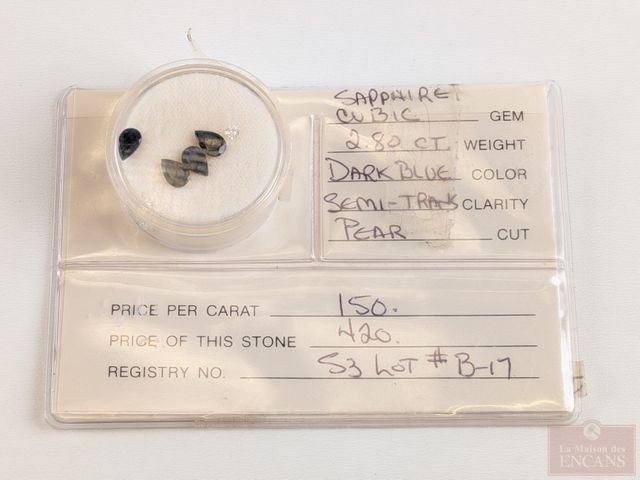 SAPPHIRE +
CUBIC GEM
2.80 CT. WEIGHT
DARK BLUE COLOR
SEMI-TRANS CLARITY
PEAR CUT
PRICE PER CARAT 150.
PRICE OF THIS STONE 420.
REGISTRY NO. S3 LOT # B-17
La Maison des
ENCANS